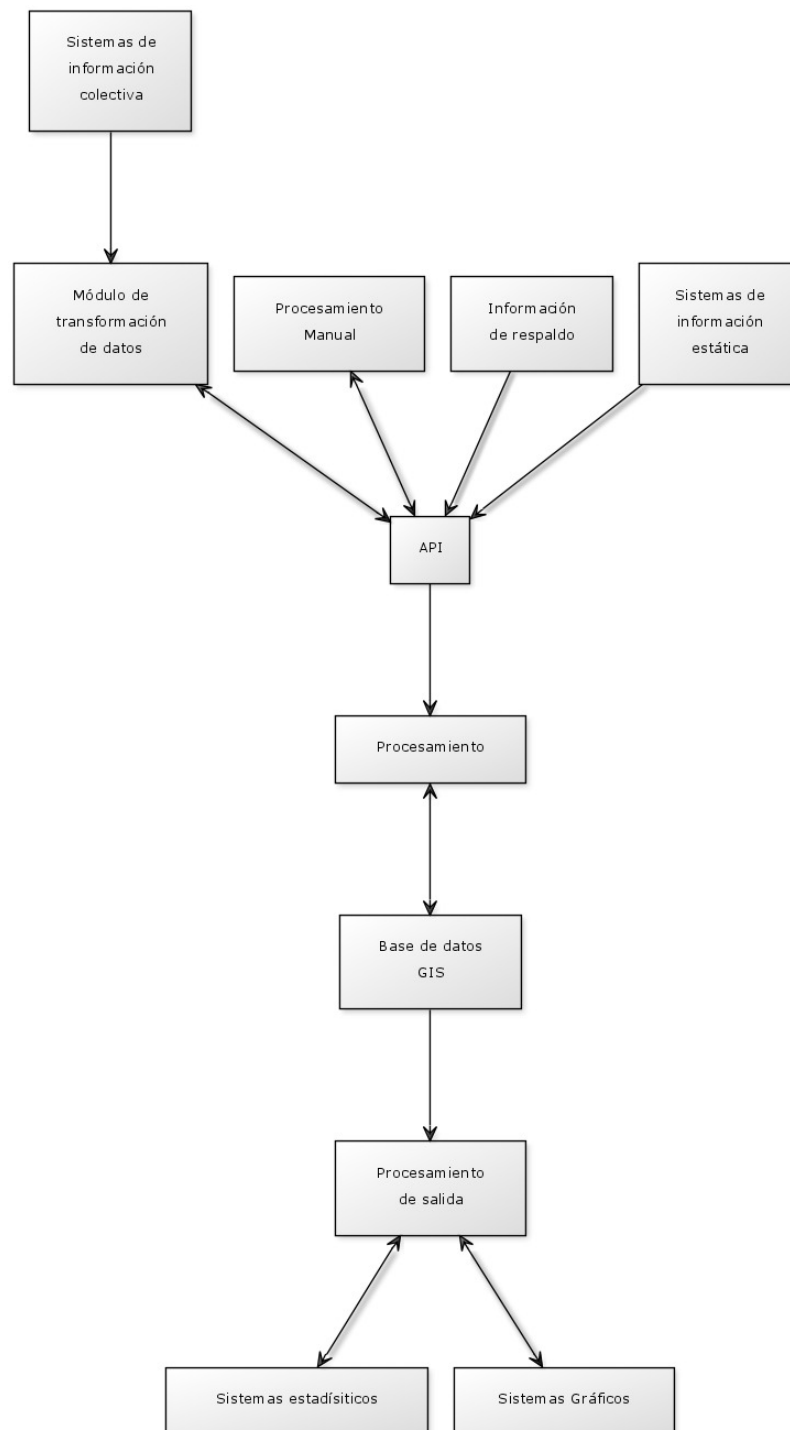 Sistemas de
información
colectiva
Módulo de
transformación
de datos
Procesamiento
Manual
Información
de respaldo
Sistemas de
información
estática
API
Procesamiento
Base de datos
GIS
Procesamiento
de salida
Sistemas estadísiticos
Sistemas Gráficos